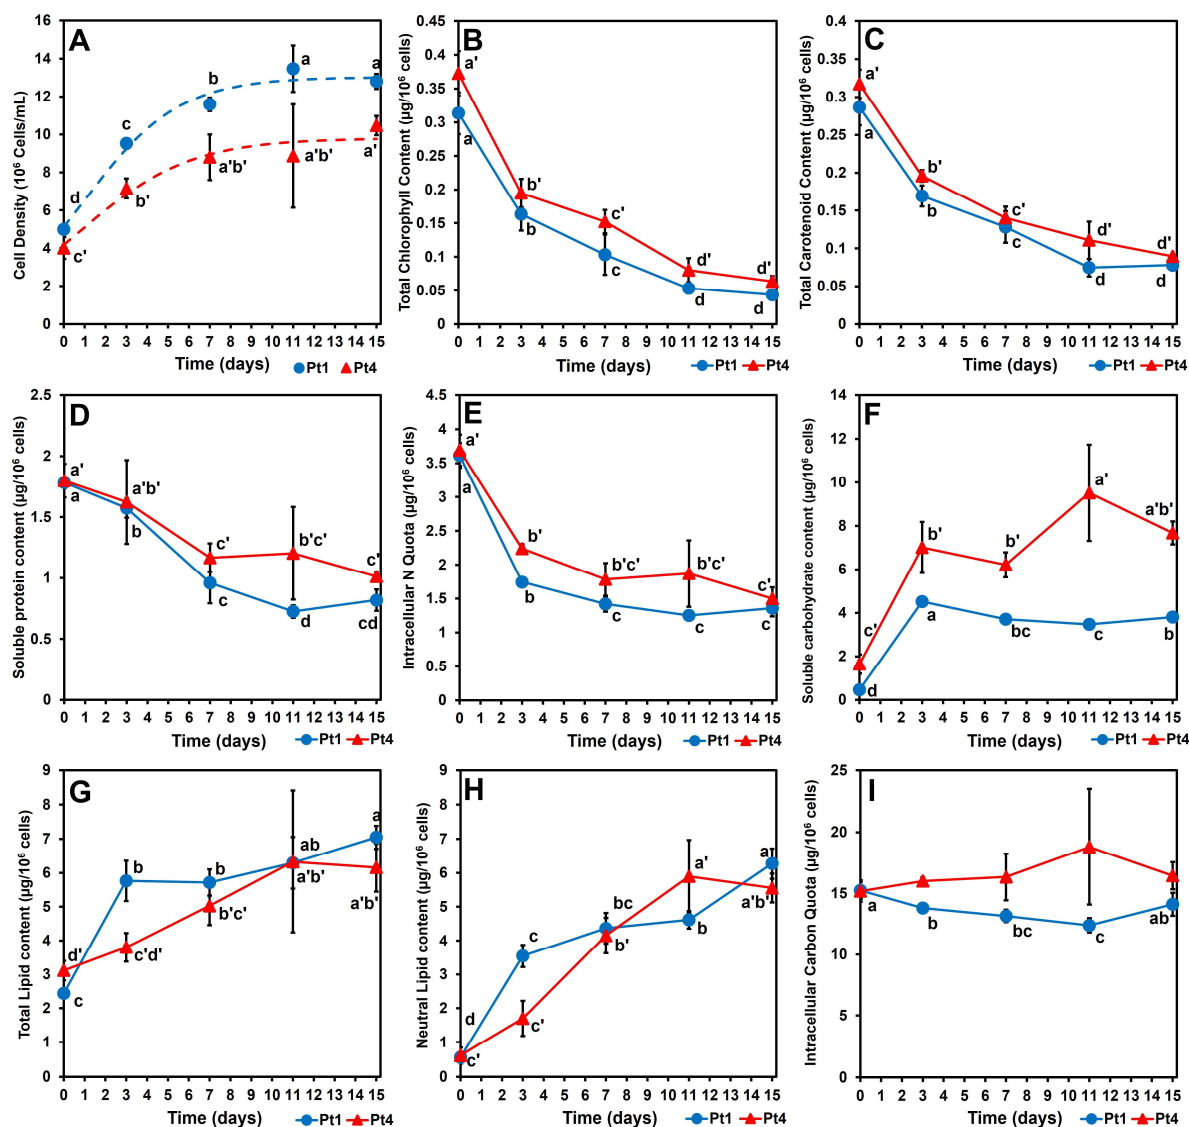 A
Cell Density (10⁶ Cells/mL)
16
14
12
10
8
6
4
2
0
d
c
b
a
a
c'
b'
a'b'
a'b'
a'
0 1 2 3 4 5 6 7 8 9 10 11 12 13 14 15
Time (days)
Pt1 Pt4
B
Total Chlorophyll Content (µg/10⁶ cells)
0.45
0.4
0.35
0.3
0.25
0.2
0.15
0.1
0.05
0
a'
b'
c'
d'
d'
a
b
c
d
d
0 1 2 3 4 5 6 7 8 9 10 11 12 13 14 15
Time (days)
Pt1 Pt4
C
Total Carotenoid Content (µg/10⁶ cells)
0.4
0.35
0.3
0.25
0.2
0.15
0.1
0.05
0
a'
b'
c'
d'
d'
a
b
c
d
d
0 1 2 3 4 5 6 7 8 9 10 11 12 13 14 15
Time (days)
Pt1 Pt4
D
Soluble protein content (µg/10⁶ cells)
2.5
2
1.5
1
0.5
0
a'
a'b'
c'
b'c'
c'
a
b
c
d
cd
0 1 2 3 4 5 6 7 8 9 10 11 12 13 14 15
Time (days)
Pt1 Pt4
E
Intracellular N Quota (µg/10⁶ cells)
4.5
4
3.5
3
2.5
2
1.5
1
0.5
0
a'
b'
b'c'
b'c'
c'
a
b
c
c
c
0 1 2 3 4 5 6 7 8 9 10 11 12 13 14 15
Time (days)
Pt1 Pt4
F
Soluble carbohydrate content (µg/10⁶ cells)
14
12
10
8
6
4
2
0
c'
b'
b'
a'
a'b'
d
a
bc
c
b
0 1 2 3 4 5 6 7 8 9 10 11 12 13 14 15
Time (days)
Pt1 Pt4
G
Total Lipid content (µg/10⁶ cells)
9
8
7
6
5
4
3
2
1
0
d'
b
b
ab
a
c
c'd'
b'c'
a'b'
a'b'
0 1 2 3 4 5 6 7 8 9 10 11 12 13 14 15
Time (days)
Pt1 Pt4
H
Neutral Lipid content (µg/10⁶ cells)
9
8
7
6
5
4
3
2
1
0
d
c
bc
a'
a
c'
c'
b'
b
a'b'
0 1 2 3 4 5 6 7 8 9 10 11 12 13 14 15
Time (days)
Pt1 Pt4
I
Intracellular Carbon Quota (µg/10⁶ cells)
25
20
15
10
5
0
a
b
bc
c
ab
0 1 2 3 4 5 6 7 8 9 10 11 12 13 14 15
Time (days)
Pt1 Pt4